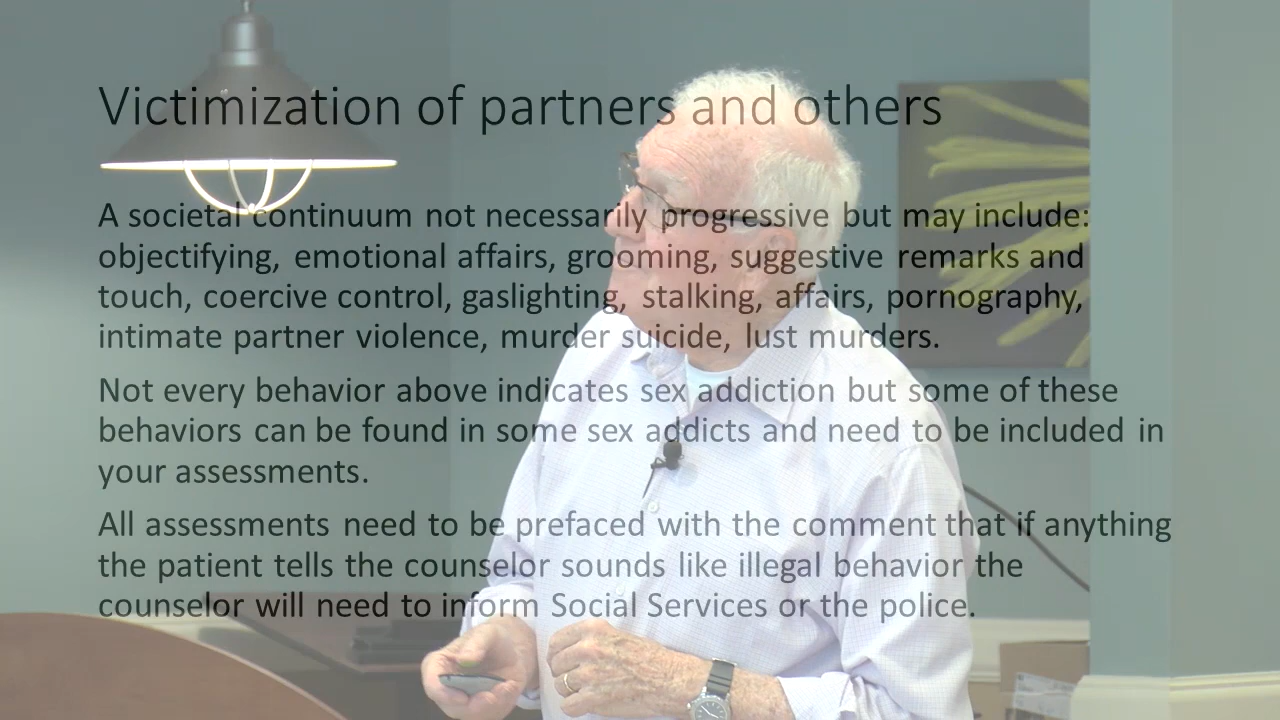 Victimization of partners and others
A societal continuum not necessarily progressive but may include:
objectifying, emotional affairs, grooming, suggestive remarks and
touch, coercive control, gaslighting, stalking, affairs, pornography,
intimate partner violence, murder suicide, lust murders.
Not every behavior above indicates sex addiction but some of these
behaviors can be found in some sex addicts and need to be included in
your assessments.
All assessments need to be prefaced with the comment that if anything
the patient tells the counselor sounds like illegal behavior the
counselor will need to inform Social Services or the police.